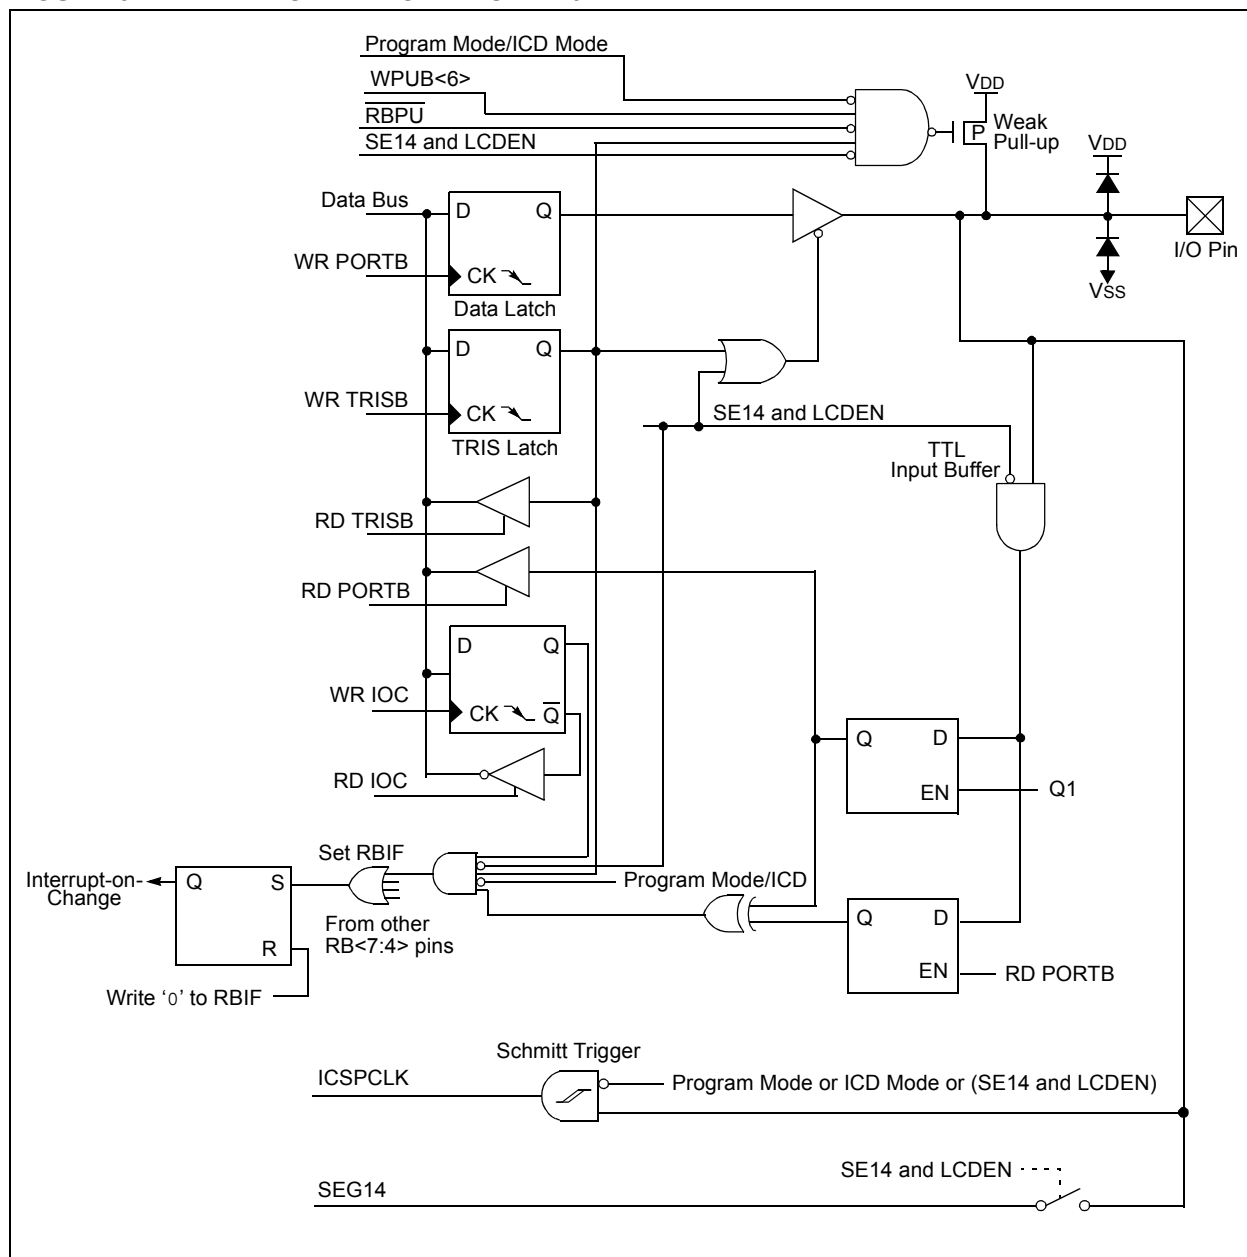 Program Mode/ICD Mode
WPUB<6>
RBPU
SE14 and LCDEN
VDD
P
Weak
Pull-up
VDD
Data Bus
D
Q
WR PORTB
CK
Data Latch
I/O Pin
VSS
D
Q
WR TRISB
CK
TRIS Latch
SE14 and LCDEN
TTL
Input Buffer
RD TRISB
RD PORTB
D
Q
WR IOC
CK
Q
RD IOC
Q
D
EN
Q1
Set RBIF
Interrupt-on-
Change
Q
S
R
From other
RB<7:4> pins
Program Mode/ICD
Q
D
EN
RD PORTB
Write ‘0’ to RBIF
Schmitt Trigger
ICSPCLK
Program Mode or ICD Mode or (SE14 and LCDEN)
SE14 and LCDEN
SEG14